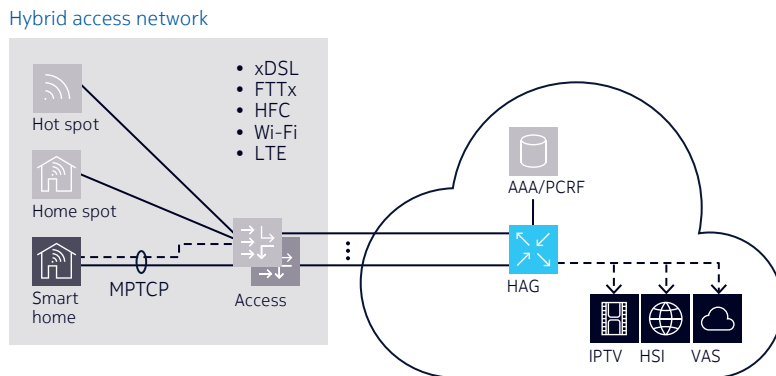 Hybrid access network
• xDSL
• FTTx
• HFC
• Wi-Fi
• LTE
Hot spot
Home spot
Smart
home
MPTCP
Access
AAA/PCRF
HAG
IPTV
HSI
VAS